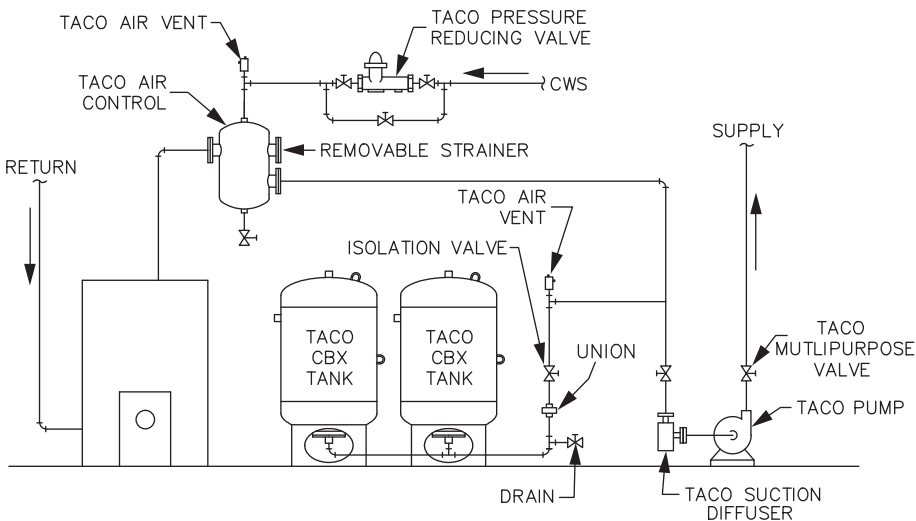 TACO AIR VENT
TACO PRESSURE
REDUCING VALVE
TACO AIR
CONTROL
CWS
REMOVABLE STRAINER
SUPPLY
RETURN
TACO AIR
VENT
ISOLATION VALVE
TACO
CBX
TANK
TACO
CBX
TANK
UNION
TACO
MUTLIPURPOSE
VALVE
TACO PUMP
DRAIN
TACO SUCTION
DIFFUSER